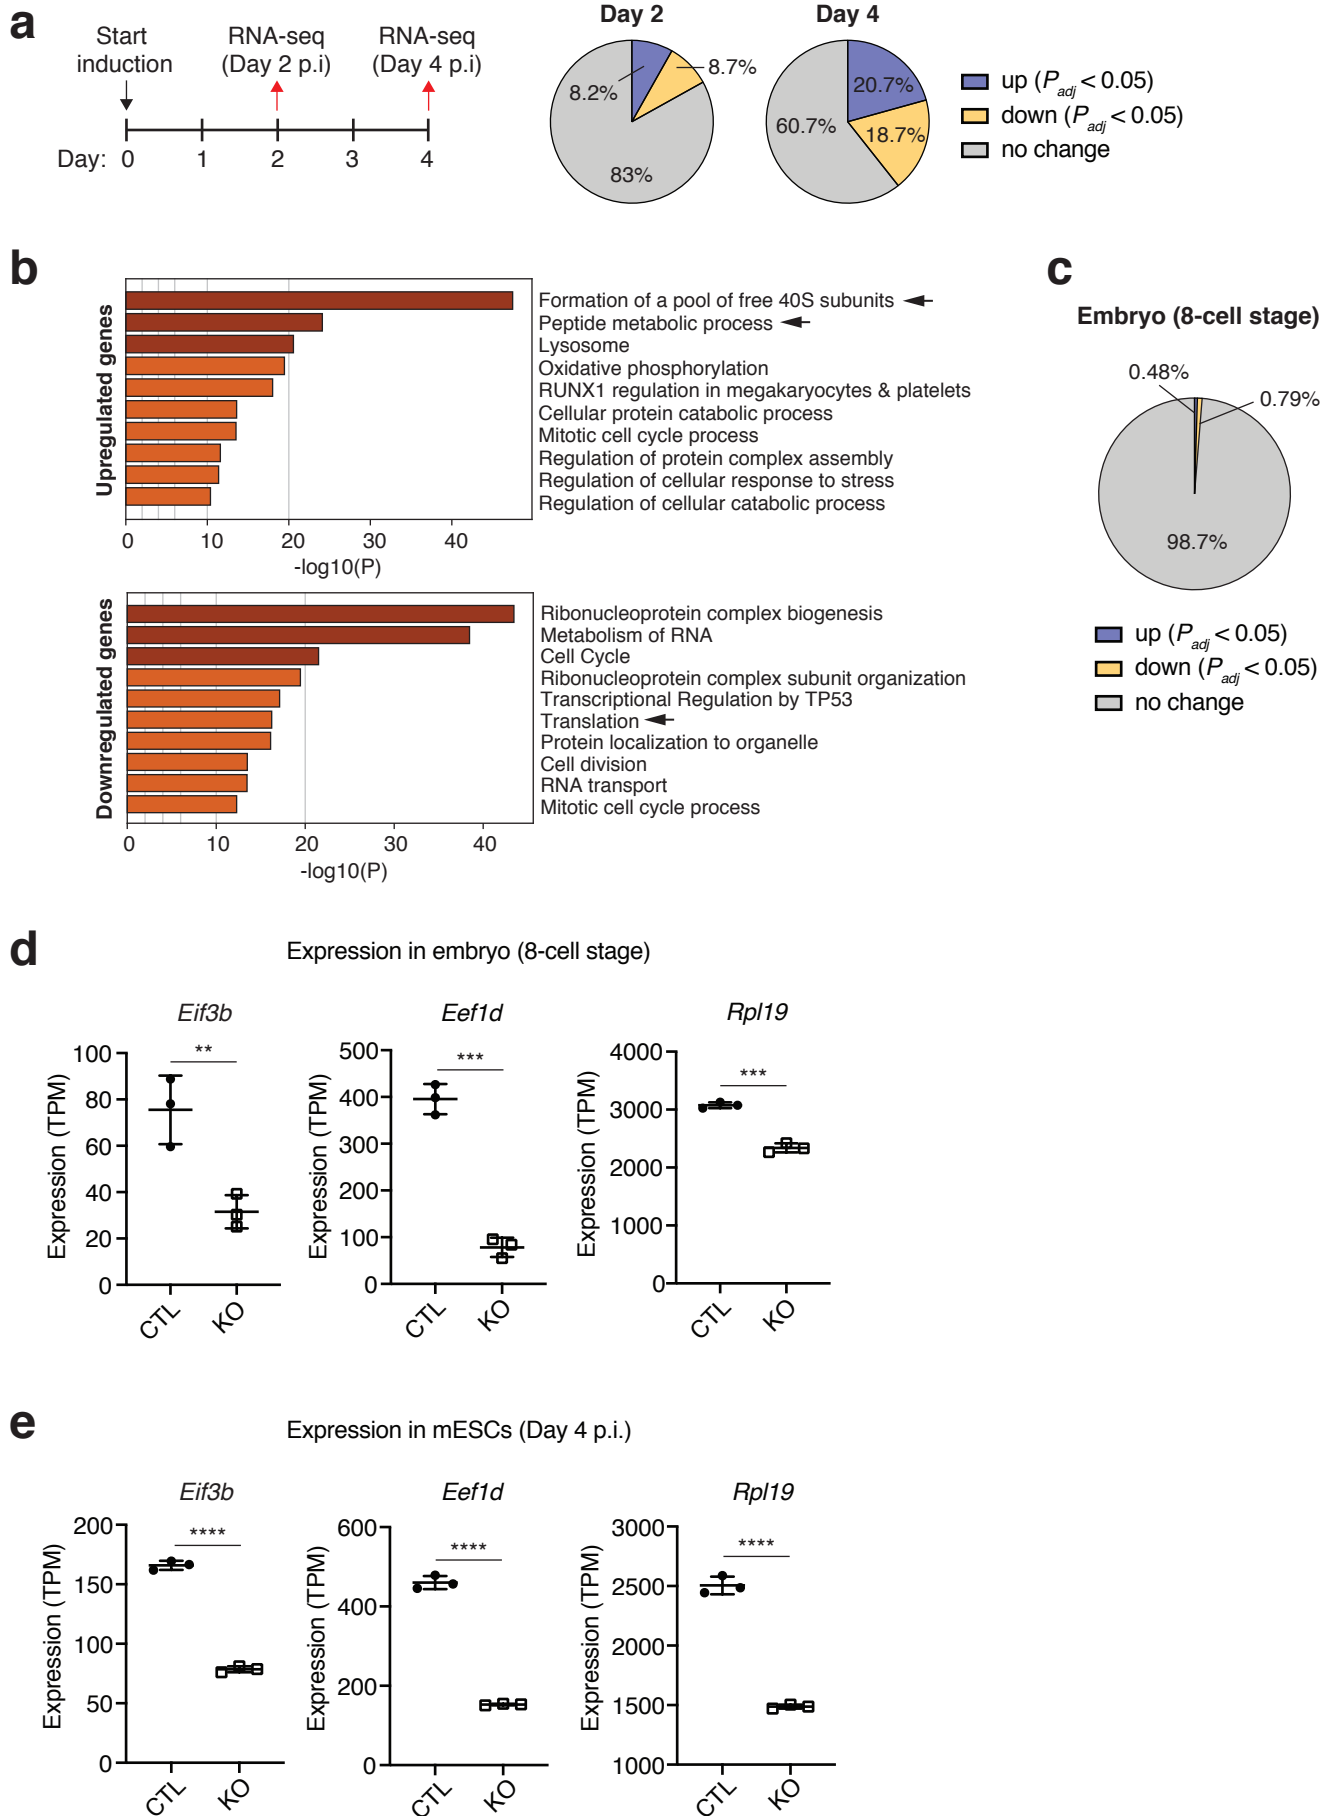 a
Start
induction
RNA-seq
(Day 2 p.i)
RNA-seq
(Day 4 p.i)
Day: 0 1 2 3 4
Day 2
8.2%
8.7%
83%
Day 4
20.7%
18.7%
60.7%
up (Padj < 0.05)
down (Padj < 0.05)
no change
b
Upregulated genes
Formation of a pool of free 40S subunits
Peptide metabolic process
Lysosome
Oxidative phosphorylation
RUNX1 regulation in megakaryocytes & platelets
Cellular protein catabolic process
Mitotic cell cycle process
Regulation of protein complex assembly
Regulation of cellular response to stress
Regulation of cellular catabolic process
0 10 20 30 40
-log10(P)
Downregulated genes
Ribonucleoprotein complex biogenesis
Metabolism of RNA
Cell Cycle
Ribonucleoprotein complex subunit organization
Transcriptional Regulation by TP53
Translation
Protein localization to organelle
Cell division
RNA transport
Mitotic cell cycle process
0 10 20 30 40
-log10(P)
c
Embryo (8-cell stage)
0.48%
0.79%
98.7%
up (Padj < 0.05)
down (Padj < 0.05)
no change
d
Expression in embryo (8-cell stage)
Eif3b
**
Expression (TPM)
100
80
60
40
20
0
CTL
KO
Eef1d
***
Expression (TPM)
500
400
300
200
100
0
CTL
KO
Rpl19
***
Expression (TPM)
4000
3000
2000
1000
0
CTL
KO
e
Expression in mESCs (Day 4 p.i.)
Eif3b
****
Expression (TPM)
200
150
100
50
0
CTL
KO
Eef1d
****
Expression (TPM)
600
400
200
0
CTL
KO
Rpl19
****
Expression (TPM)
3000
2500
2000
1500
1000
CTL
KO